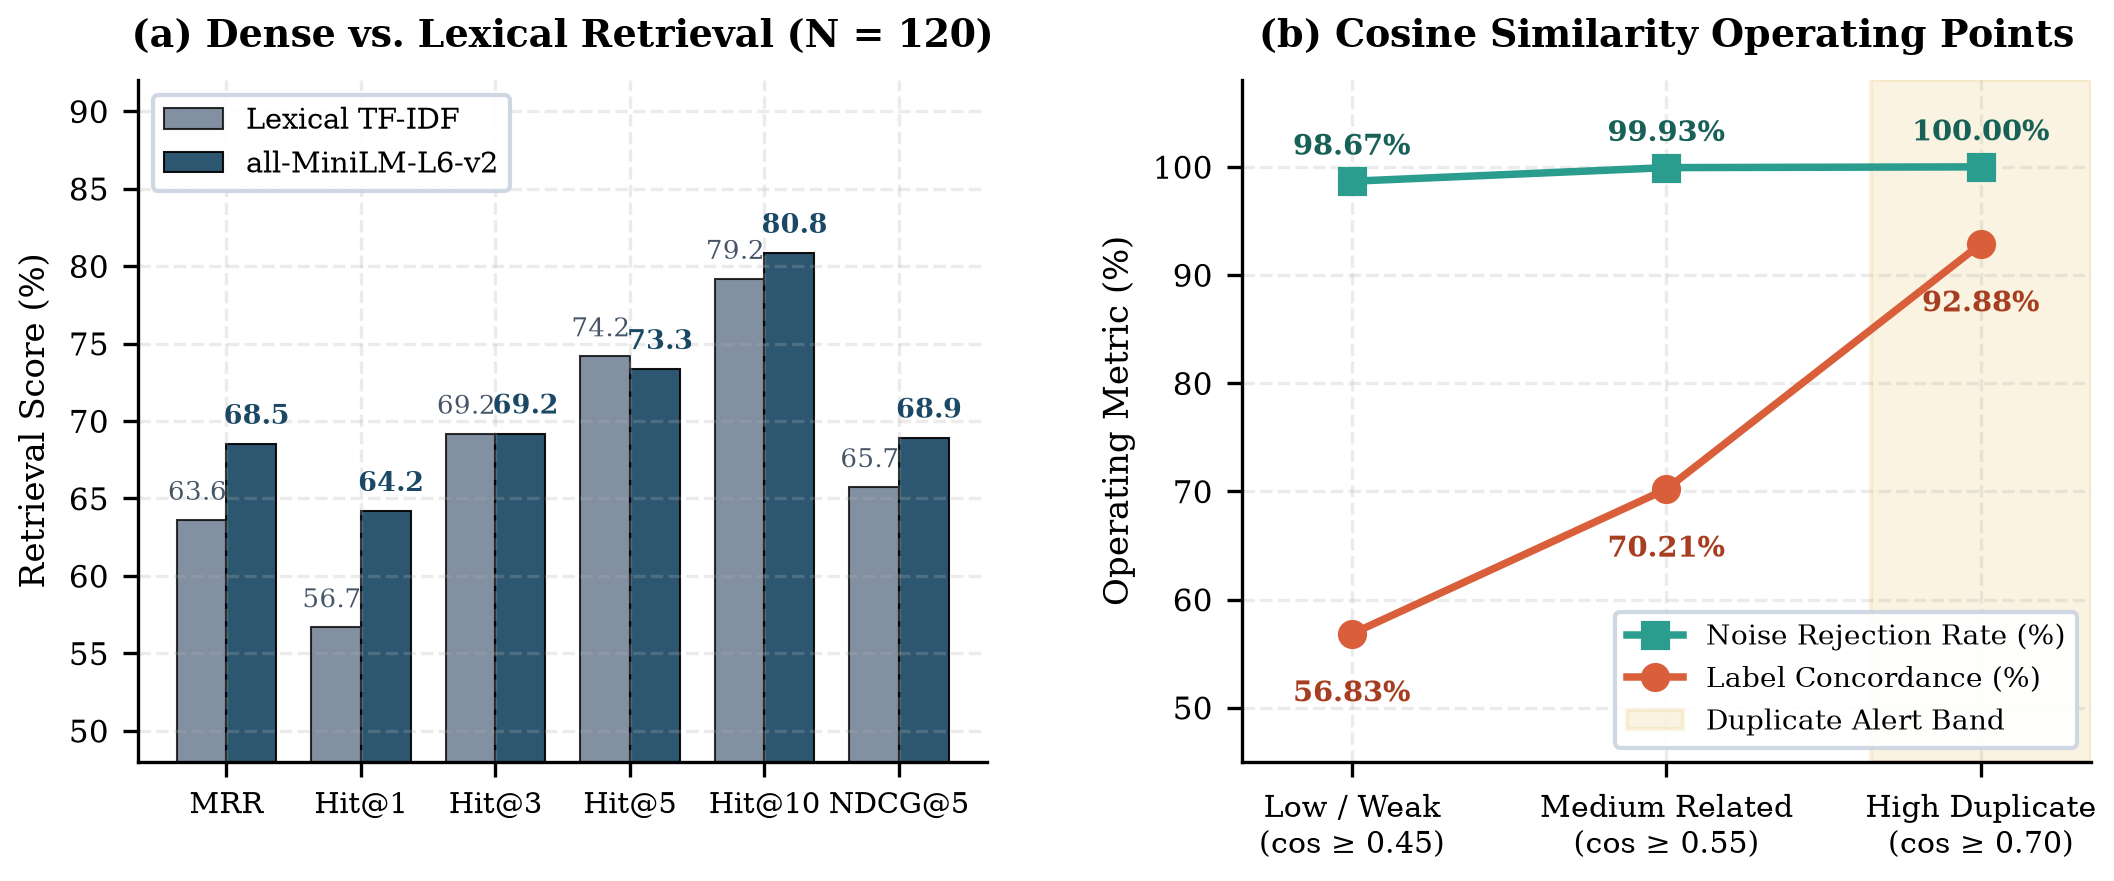 (a) Dense vs. Lexical Retrieval (N = 120)
Lexical TF-IDF
all-MiniLM-L6-v2
Retrieval Score (%)
90
85
80
75
70
65
60
55
50
63.6
68.5
56.7
64.2
69.2
69.2
74.2
73.3
79.2
80.8
65.7
68.9
MRR
Hit@1
Hit@3
Hit@5
Hit@10
NDCG@5
(b) Cosine Similarity Operating Points
Operating Metric (%)
100
90
80
70
60
50
98.67%
99.93%
100.00%
56.83%
70.21%
92.88%
Noise Rejection Rate (%)
Label Concordance (%)
Duplicate Alert Band
Low / Weak
(cos ≥ 0.45)
Medium Related
(cos ≥ 0.55)
High Duplicate
(cos ≥ 0.70)